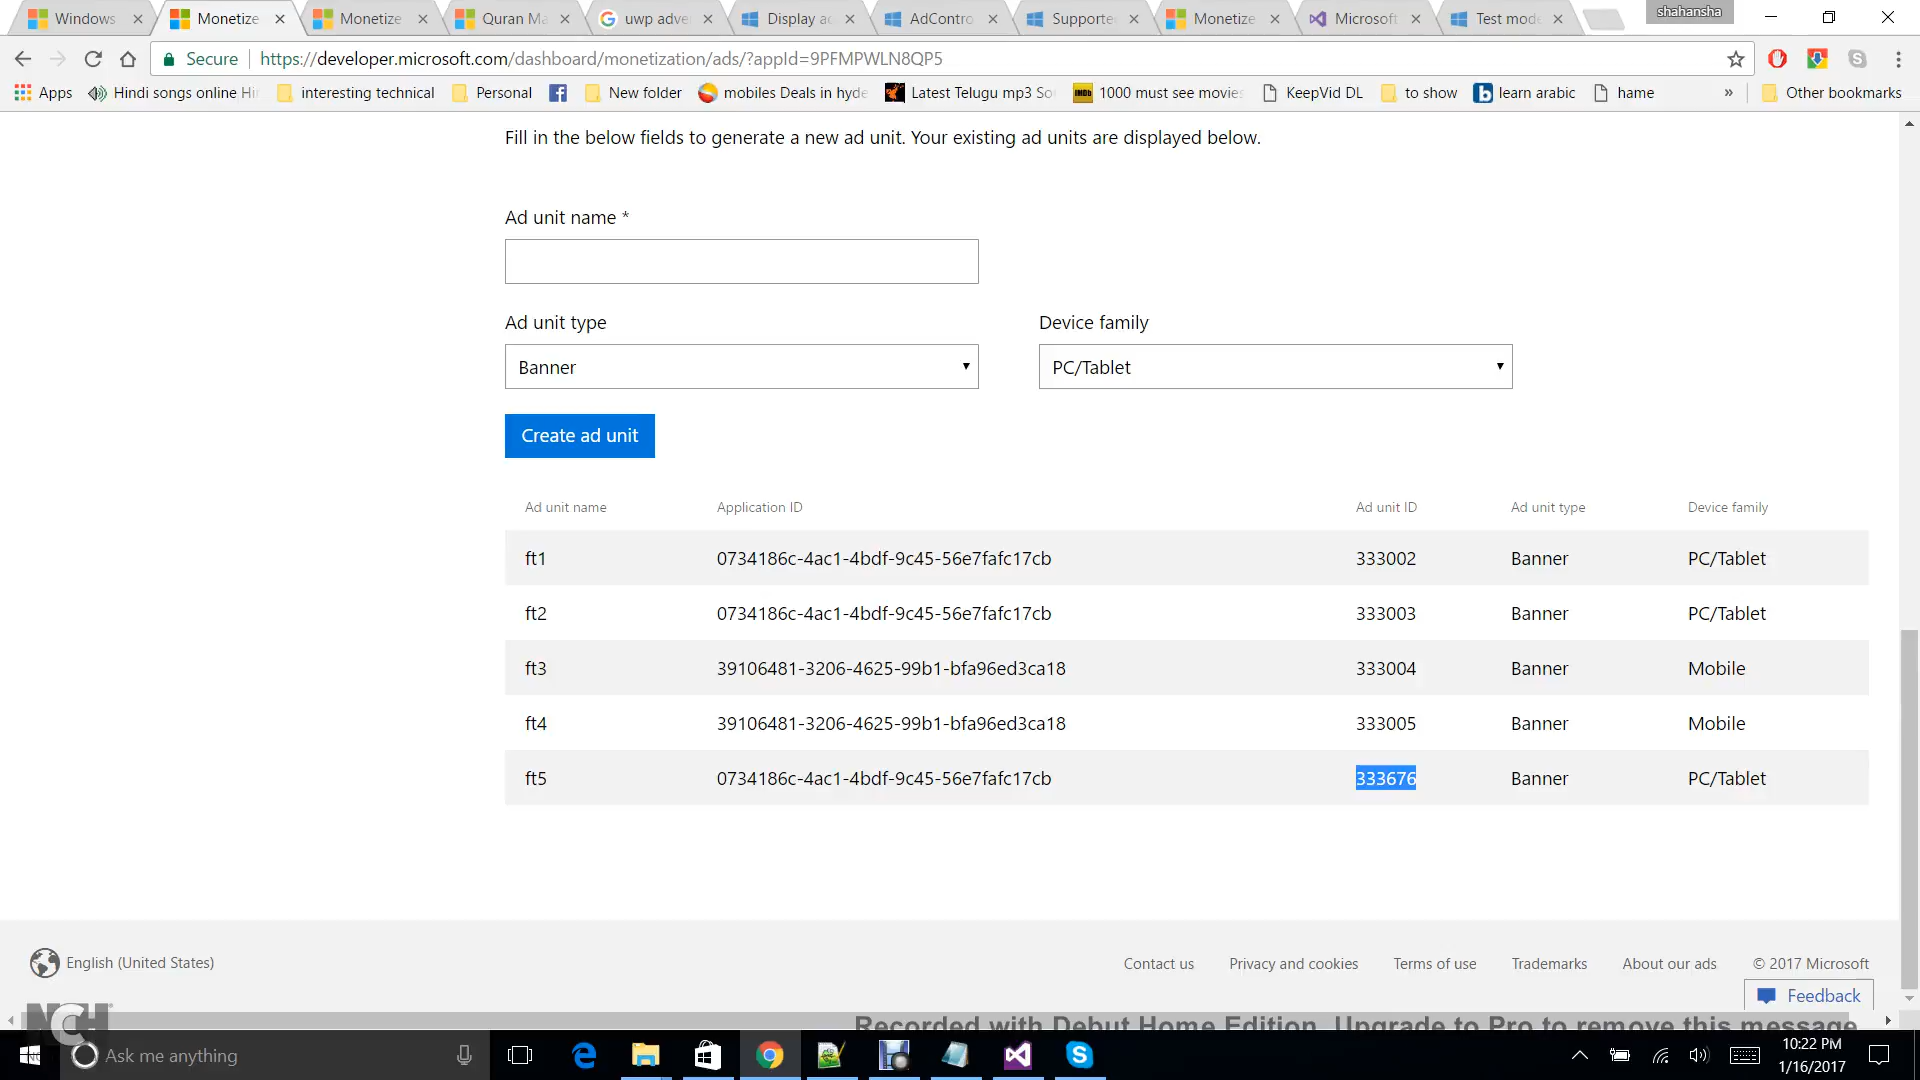 Windows
Monetize
Monetize
Quran Ma
uwp adve
Display ac
AdContro
Supporte
Monetize
Microsoft
Test mod
shahansha
Secure https://developer.microsoft.com/dashboard/monetization/ads/?appId=9PFMPWLN8QP5
Apps
Hindi songs online Hi
interesting technical
Personal
New folder
mobiles Deals in hyde
Latest Telugu mp3 So
1000 must see movies
KeepVid DL
to show
learn arabic
hame
»
Other bookmarks
Fill in the below fields to generate a new ad unit. Your existing ad units are displayed below.
Ad unit name *
Ad unit type Device family
Banner PC/Tablet
Create ad unit
Ad unit name Application ID Ad unit ID Ad unit type Device family
ft1 0734186c-4ac1-4bdf-9c45-56e7fafc17cb 333002 Banner PC/Tablet
ft2 0734186c-4ac1-4bdf-9c45-56e7fafc17cb 333003 Banner PC/Tablet
ft3 39106481-3206-4625-99b1-bfa96ed3ca18 333004 Banner Mobile
ft4 39106481-3206-4625-99b1-bfa96ed3ca18 333005 Banner Mobile
ft5 0734186c-4ac1-4bdf-9c45-56e7fafc17cb 333676 Banner PC/Tablet
English (United States)
Contact us Privacy and cookies Terms of use Trademarks About our ads © 2017 Microsoft
Feedback
NCH
Recorded with Debut Home Edition. Upgrade to Pro to remove this message
Ask me anything
10:22 PM
1/16/2017